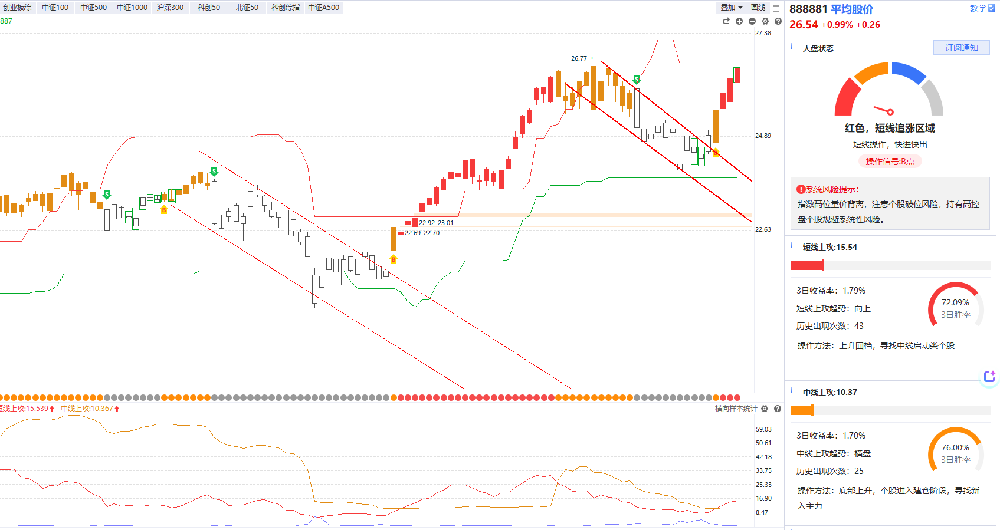 创业板综 中证100 中证500 中证1000 沪深300 科创50 北证50 科创综指 中证A500 叠加 画线
887
27.38
26.77
24.89
22.92-23.01
22.63
22.69-22.70
S
S
S
B
B
B
短线上攻:15.539 中线上攻:10.367
横向样本统计
59.03
50.61
42.18
33.75
25.33
16.90
8.47
888881 平均股价 教学
26.54 +0.99% +0.26
大盘状态 订阅通知
红色，短线追涨区域
短线操作，快进快出
操作信号:B点
系统风险提示：
指数高位量价背离，注意个股破位风险，持有高控
盘个股规避系统性风险。
短线上攻:15.54
3日收益率：1.79%
短线上攻趋势：向上
历史出现次数：43
72.09%
3日胜率
操作方法：上升回档，寻找中线启动类个股
中线上攻:10.37
3日收益率：1.70%
中线上攻趋势：横盘
历史出现次数：25
76.00%
3日胜率
操作方法：底部上升，个股进入建仓阶段，寻找新
入主力